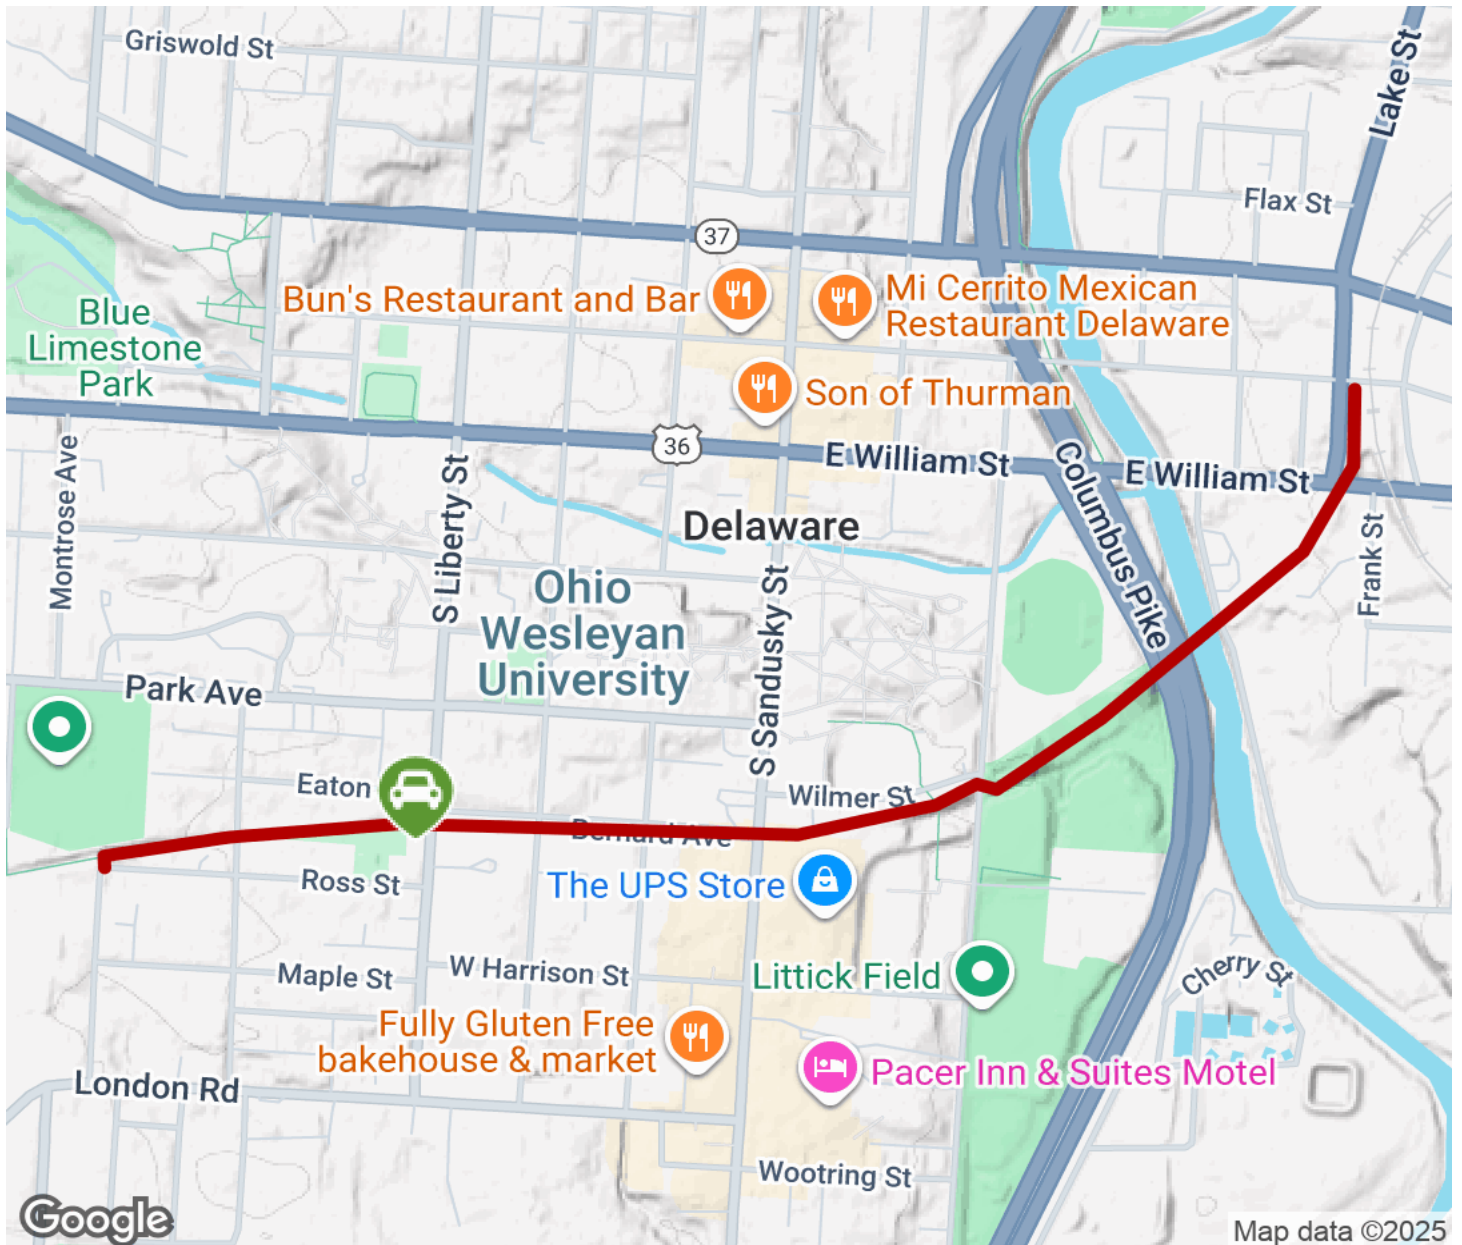 Griswold St
Lake St
Flax St
37
Bun's Restaurant and Bar
Mi Cerrito Mexican
Restaurant Delaware
Blue
Limestone
Park
Son of Thurman
36
E William St
E William St
Columbus Pike
Montrose Ave
S Liberty St
Delaware
Frank St
Ohio
Wesleyan
University
S Sandusky St
Park Ave
Eaton
Wilmer St
Bernard Ave
Ross St
The UPS Store
Maple St
W Harrison St
Littick Field
Cherry St
Fully Gluten Free
bakehouse & market
Pacer Inn & Suites Motel
London Rd
Wootring St
Google
Map data ©2025